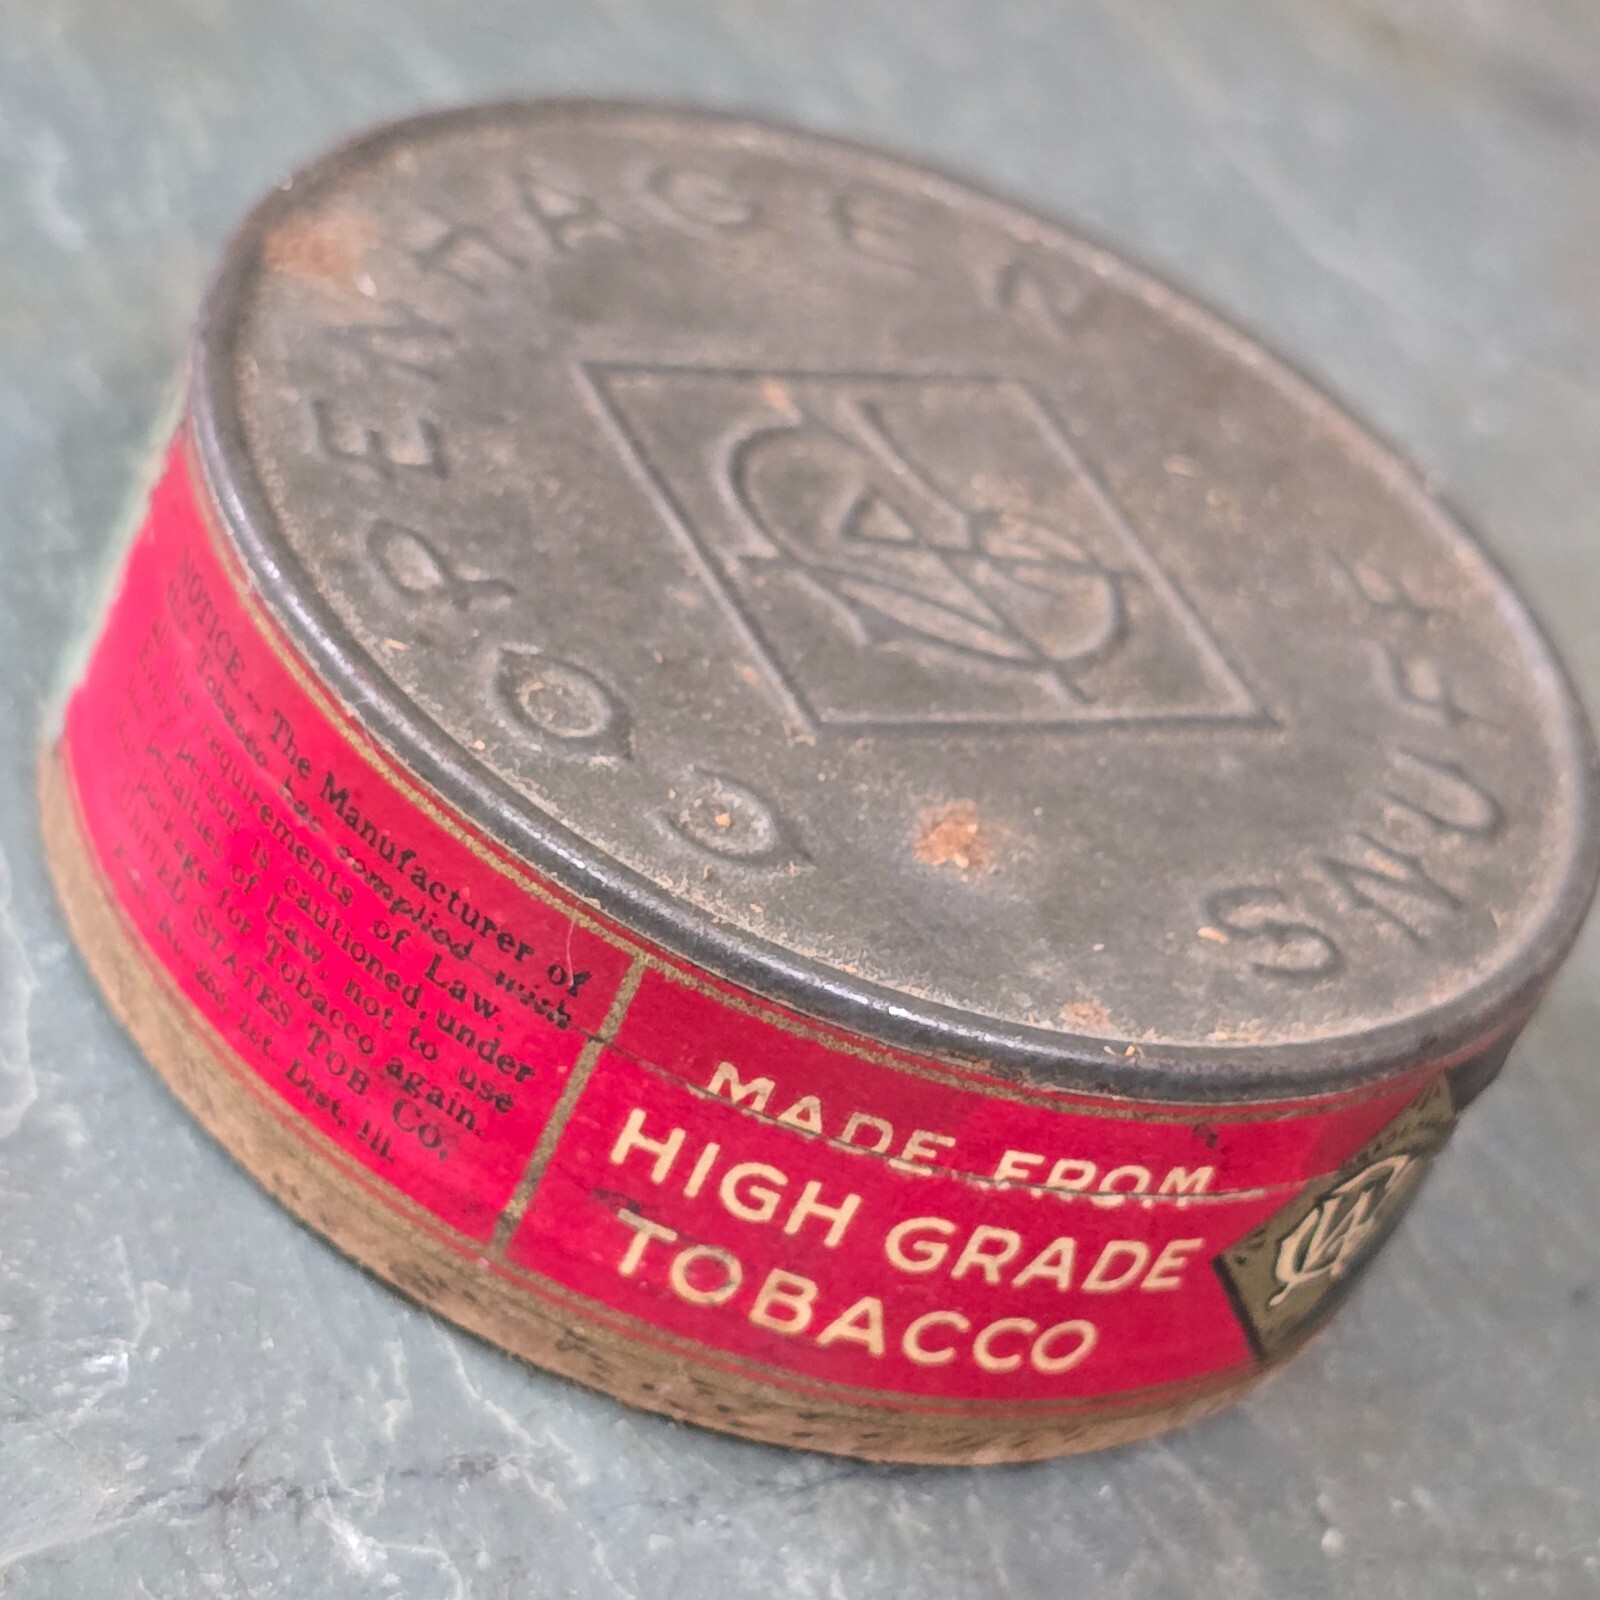 COPENHAGEN
SNUFF
NOTICE.--The Manufacturer of
this Tobacco has complied with
all the requirements of Law.
Every person is cautioned, under
the penalties of Law, not to use
this package for Tobacco again.
UNITED STATES TOB. Co.
1st. Dist. Ill.
MADE FROM
HIGH GRADE
TOBACCO